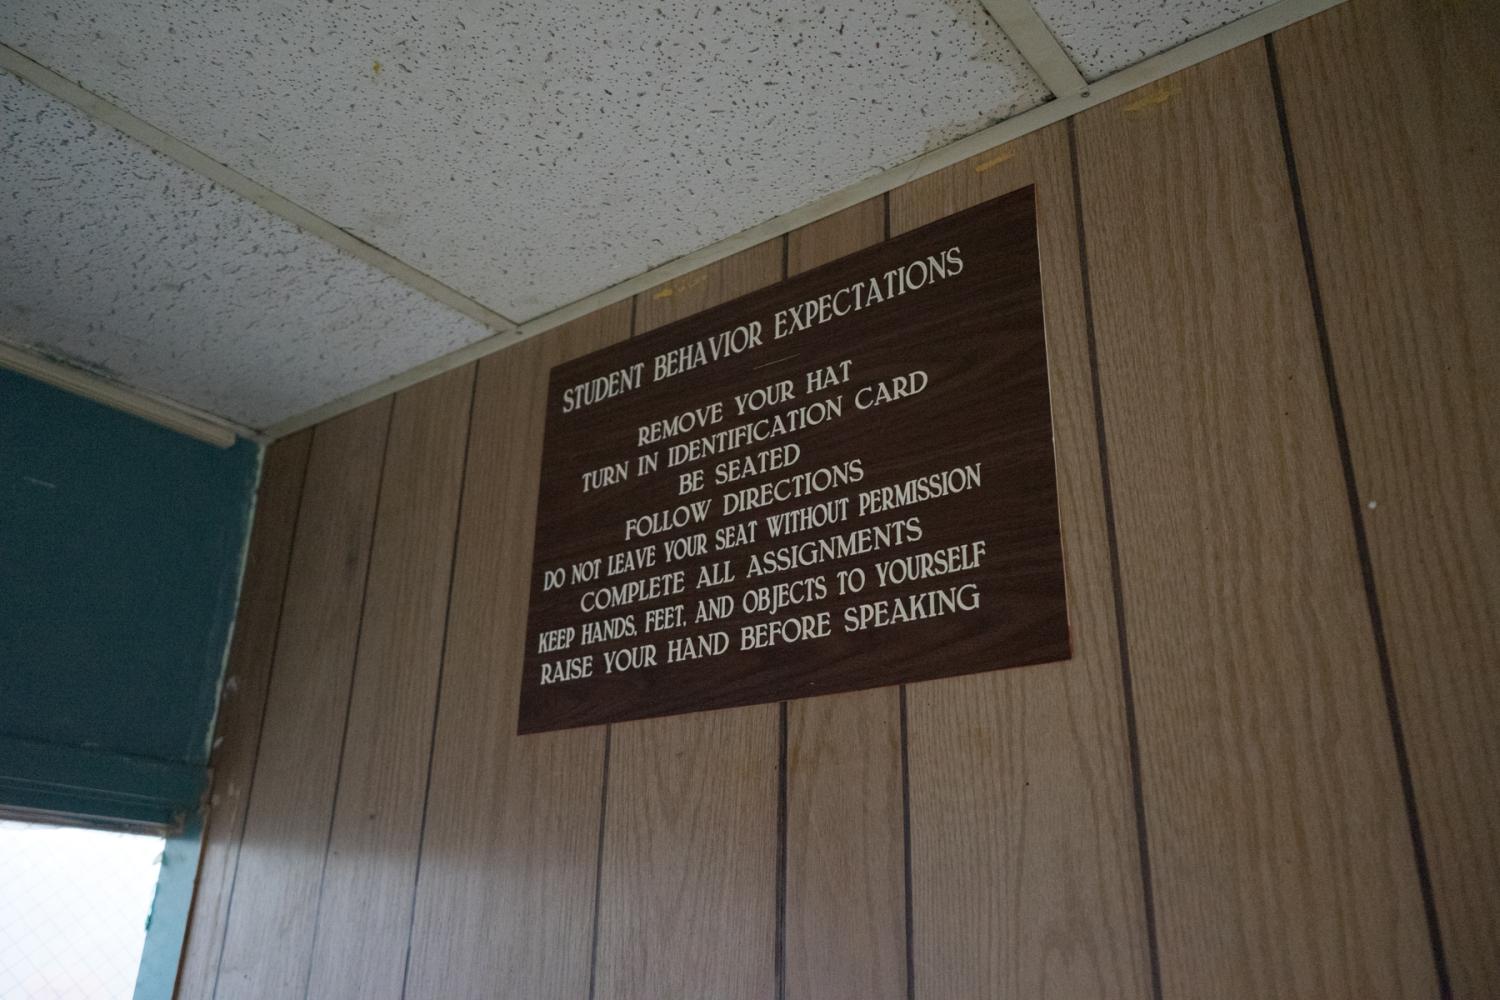 STUDENT BEHAVIOR EXPECTATIONS
REMOVE YOUR HAT
TURN IN IDENTIFICATION CARD
BE SEATED
FOLLOW DIRECTIONS
DO NOT LEAVE YOUR SEAT WITHOUT PERMISSION
COMPLETE ALL ASSIGNMENTS
KEEP HANDS, FEET, AND OBJECTS TO YOURSELF
RAISE YOUR HAND BEFORE SPEAKING